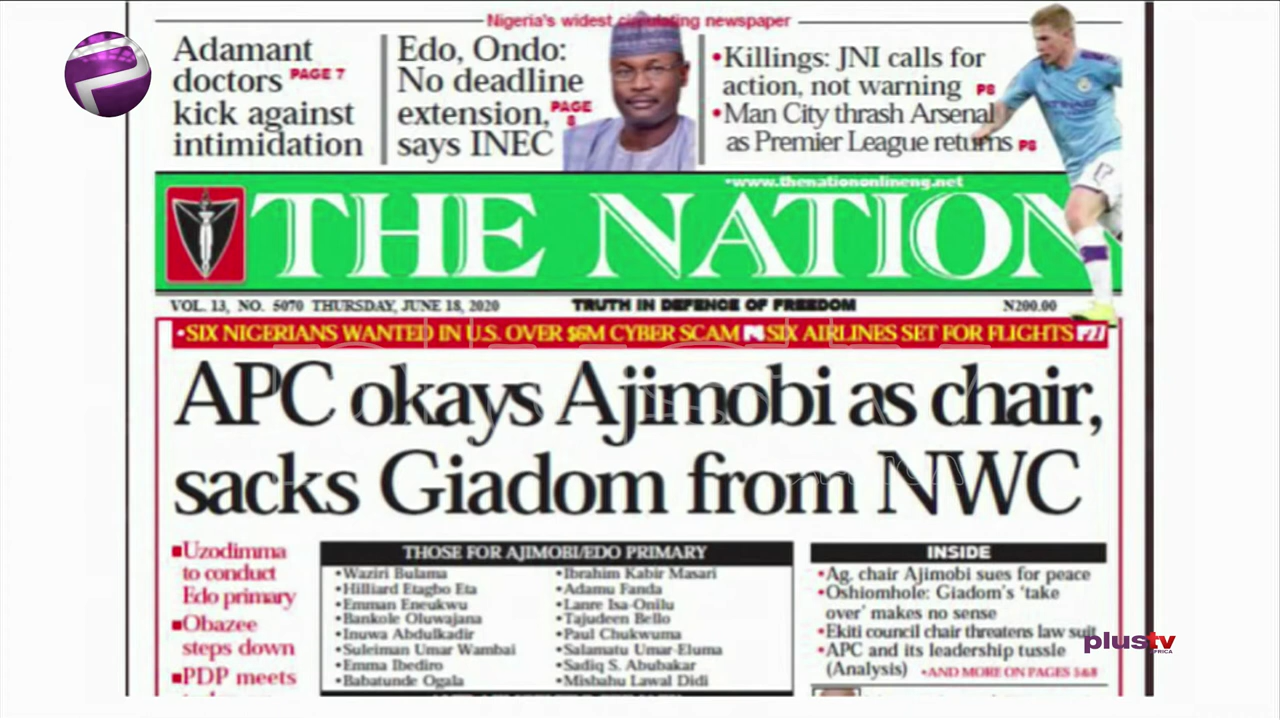 Nigeria's widest circulating newspaper
Adamant
doctors PAGE 7
kick against
intimidation
Edo, Ondo:
No deadline
extension, PAGE 8
says INEC
•Killings: JNI calls for
action, not warning P8
•Man City thrash Arsenal
as Premier League returns P8
•www.thenationonlineng.net
THE NATION
VOL. 13, NO. 5070 THURSDAY, JUNE 18, 2020
TRUTH IN DEFENCE OF FREEDOM
N200.00
•SIX NIGERIANS WANTED IN U.S. OVER $6M CYBER SCAM SIX AIRLINES SET FOR FLIGHTS P27
APC okays Ajimobi as chair,
sacks Giadom from NWC
Uzodimma
to conduct
Edo primary
Obazee
steps down
PDP meets
THOSE FOR AJIMOBI/EDO PRIMARY
•Waziri Bulama
•Hilliard Etagbo Eta
•Emman Eneukwu
•Bankole Oluwajana
•Inuwa Abdulkadir
•Suleiman Umar Wambai
•Emma Ibediro
•Babatunde Ogala
•Ibrahim Kabir Masari
•Adamu Fanda
•Lanre Isa-Onilu
•Tajudeen Bello
•Paul Chukwuma
•Salamatu Umar-Eluma
•Sadiq S. Abubakar
•Misbahu Lawal Didi
INSIDE
•Ag. chair Ajimobi sues for peace
•Oshiomhole: Giadom's 'take
over' makes no sense
•Ekiti council chair threatens law suit
•APC and its leadership tussle
(Analysis) •AND MORE ON PAGES 5&8
plustv
AFRICA